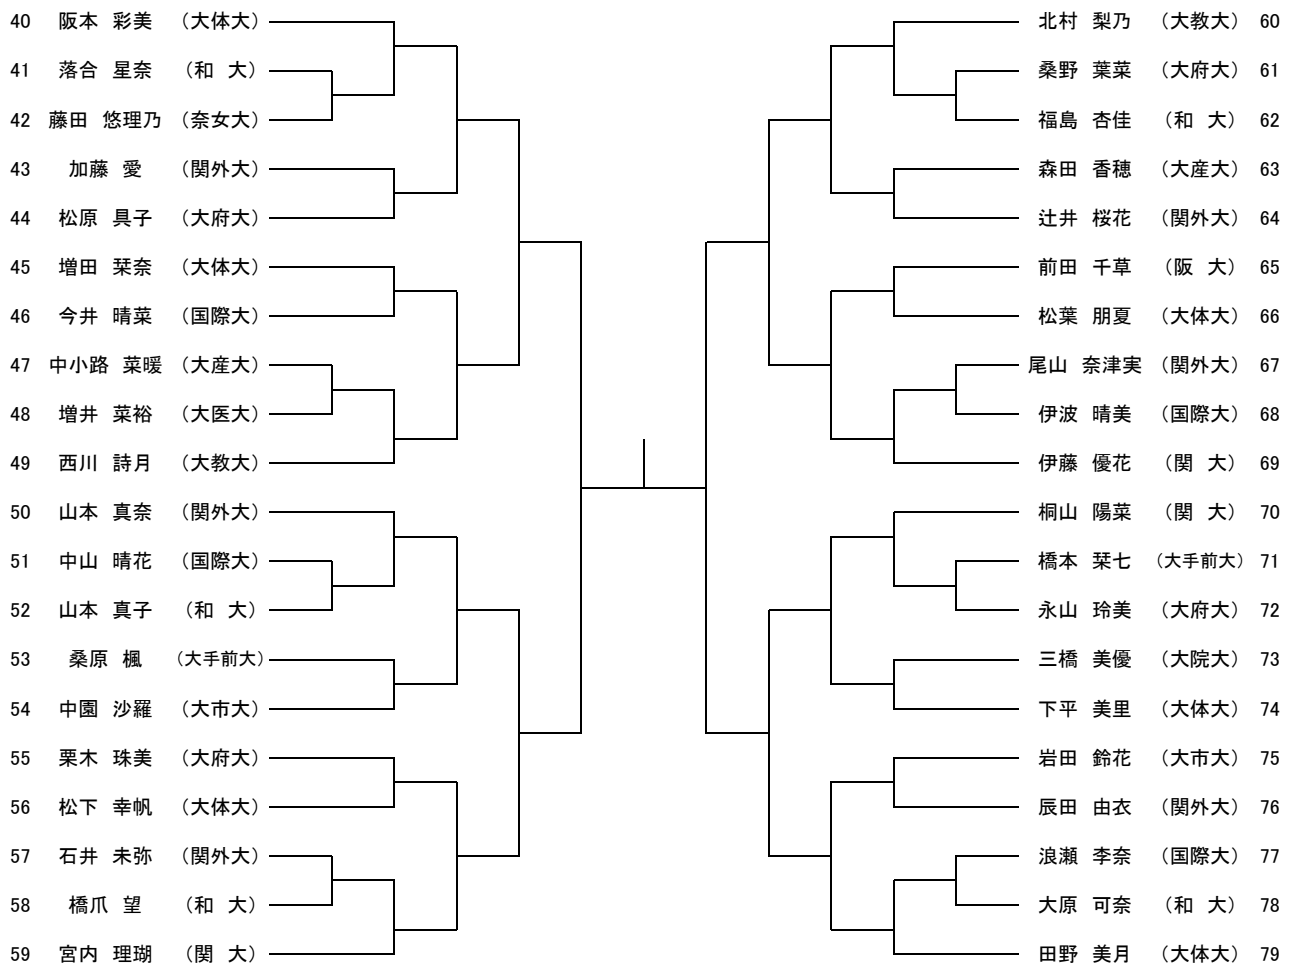 40 阪本 彩美 （大体大）
41 落合 星奈 （和 大）
42 藤田 悠理乃 （奈女大）
43 加藤 愛 （関外大）
44 松原 具子 （大府大）
45 増田 栞奈 （大体大）
46 今井 晴菜 （国際大）
47 中小路 菜暖 （大産大）
48 増井 菜裕 （大医大）
49 西川 詩月 （大教大）
50 山本 真奈 （関外大）
51 中山 晴花 （国際大）
52 山本 真子 （和 大）
53 桑原 楓 （大手前大）
54 中園 沙羅 （大市大）
55 栗木 珠美 （大府大）
56 松下 幸帆 （大体大）
57 石井 未弥 （関外大）
58 橋爪 望 （和 大）
59 宮内 理瑚 （関 大）
北村 梨乃 （大教大） 60
桑野 葉菜 （大府大） 61
福島 杏佳 （和 大） 62
森田 香穂 （大産大） 63
辻井 桜花 （関外大） 64
前田 千草 （阪 大） 65
松葉 朋夏 （大体大） 66
尾山 奈津実 （関外大） 67
伊波 晴美 （国際大） 68
伊藤 優花 （関 大） 69
桐山 陽菜 （関 大） 70
橋本 栞七 （大手前大） 71
永山 玲美 （大府大） 72
三橋 美優 （大院大） 73
下平 美里 （大体大） 74
岩田 鈴花 （大市大） 75
辰田 由衣 （関外大） 76
浪瀬 李奈 （国際大） 77
大原 可奈 （和 大） 78
田野 美月 （大体大） 79